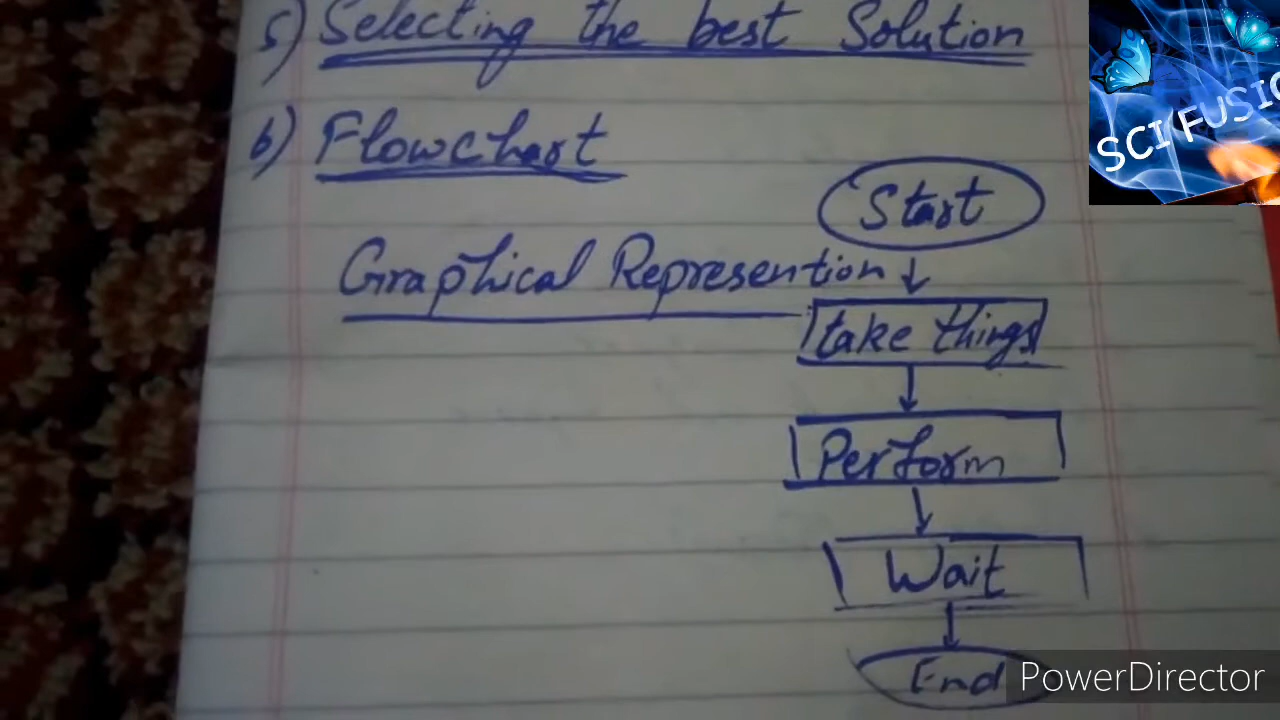 5) Selecting the best Solution
6) Flowchart
Start
Graphical Represention
take things
Perform
Wait
End
SCI FUSIO
PowerDirector